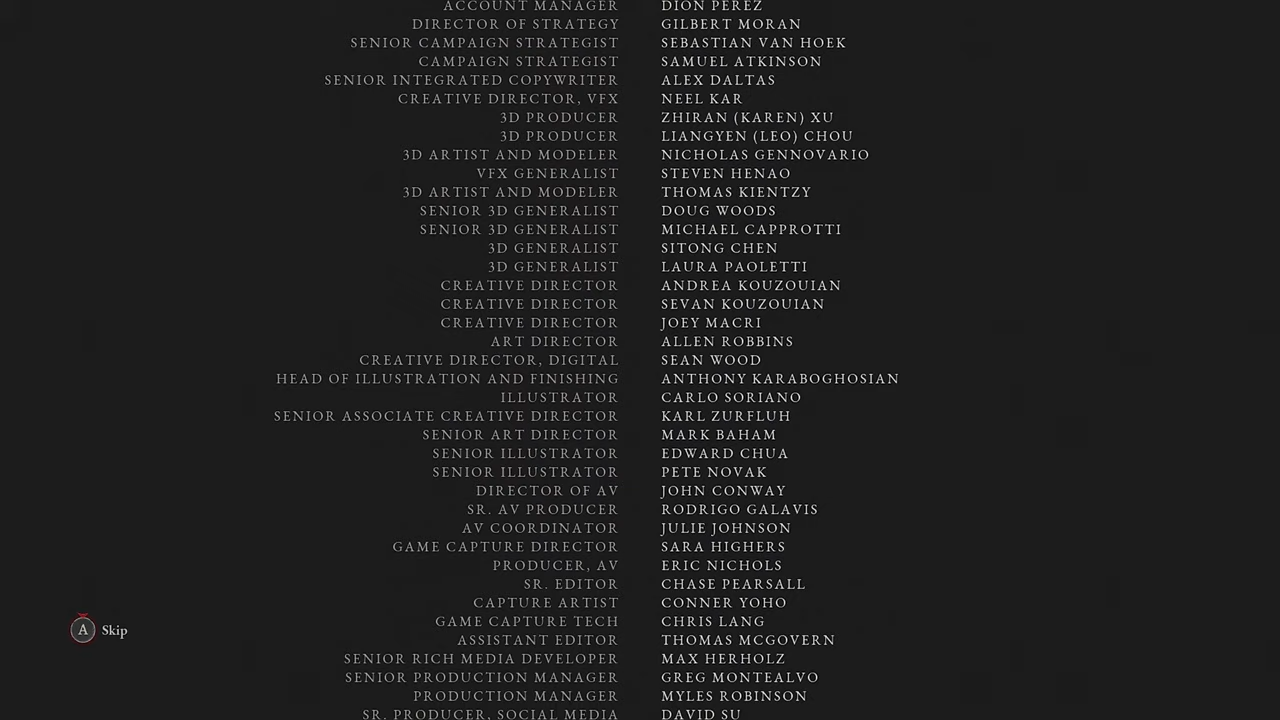 ACCOUNT MANAGER DION PEREZ
DIRECTOR OF STRATEGY GILBERT MORAN
SENIOR CAMPAIGN STRATEGIST SEBASTIAN VAN HOEK
CAMPAIGN STRATEGIST SAMUEL ATKINSON
SENIOR INTEGRATED COPYWRITER ALEX DALTAS
CREATIVE DIRECTOR, VFX NEEL KAR
3D PRODUCER ZHIRAN (KAREN) XU
3D PRODUCER LIANGYEN (LEO) CHOU
3D ARTIST AND MODELER NICHOLAS GENNOVARIO
VFX GENERALIST STEVEN HENAO
3D ARTIST AND MODELER THOMAS KIENTZY
SENIOR 3D GENERALIST DOUG WOODS
SENIOR 3D GENERALIST MICHAEL CAPPROTTI
3D GENERALIST SITONG CHEN
3D GENERALIST LAURA PAOLETTI
CREATIVE DIRECTOR ANDREA KOUZOUIAN
CREATIVE DIRECTOR SEVAN KOUZOUIAN
CREATIVE DIRECTOR JOEY MACRI
ART DIRECTOR ALLEN ROBBINS
CREATIVE DIRECTOR, DIGITAL SEAN WOOD
HEAD OF ILLUSTRATION AND FINISHING ANTHONY KARABOGHOSIAN
ILLUSTRATOR CARLO SORIANO
SENIOR ASSOCIATE CREATIVE DIRECTOR KARL ZURFLUH
SENIOR ART DIRECTOR MARK BAHAM
SENIOR ILLUSTRATOR EDWARD CHUA
SENIOR ILLUSTRATOR PETE NOVAK
DIRECTOR OF AV JOHN CONWAY
SR. AV PRODUCER RODRIGO GALAVIS
AV COORDINATOR JULIE JOHNSON
GAME CAPTURE DIRECTOR SARA HIGHERS
PRODUCER, AV ERIC NICHOLS
SR. EDITOR CHASE PEARSALL
CAPTURE ARTIST CONNER YOHO
GAME CAPTURE TECH CHRIS LANG
A Skip
ASSISTANT EDITOR THOMAS MCGOVERN
SENIOR RICH MEDIA DEVELOPER MAX HERHOLZ
SENIOR PRODUCTION MANAGER GREG MONTEALVO
PRODUCTION MANAGER MYLES ROBINSON
SR. PRODUCER, SOCIAL MEDIA DAVID SU